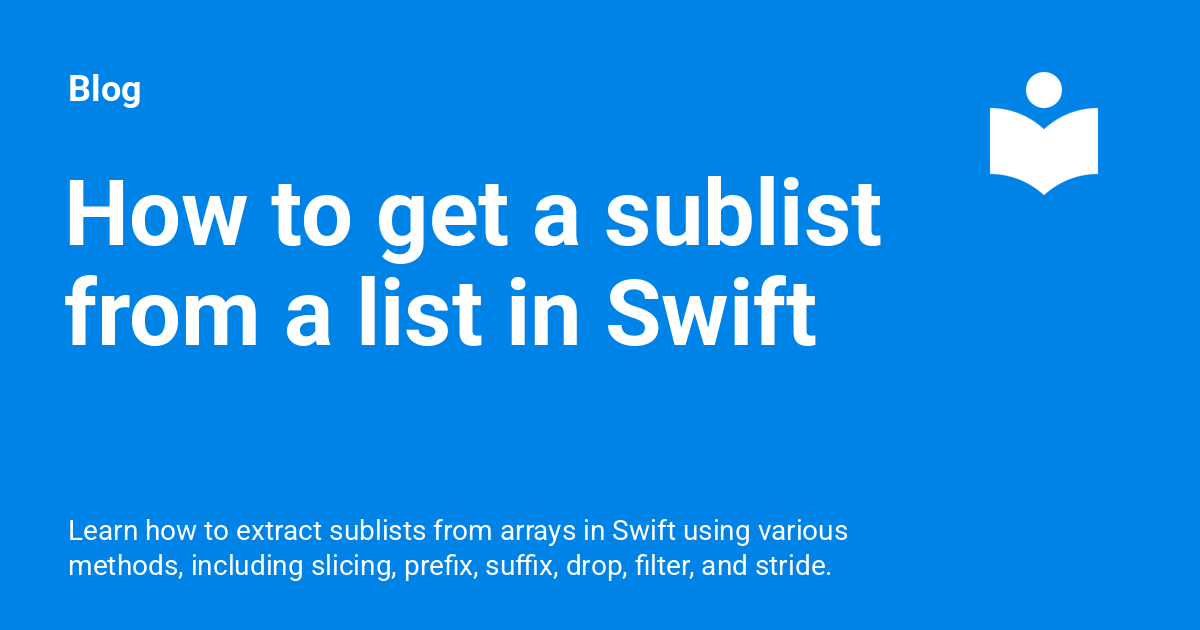 Blog
How to get a sublist
from a list in Swift
Learn how to extract sublists from arrays in Swift using various
methods, including slicing, prefix, suffix, drop, filter, and stride.